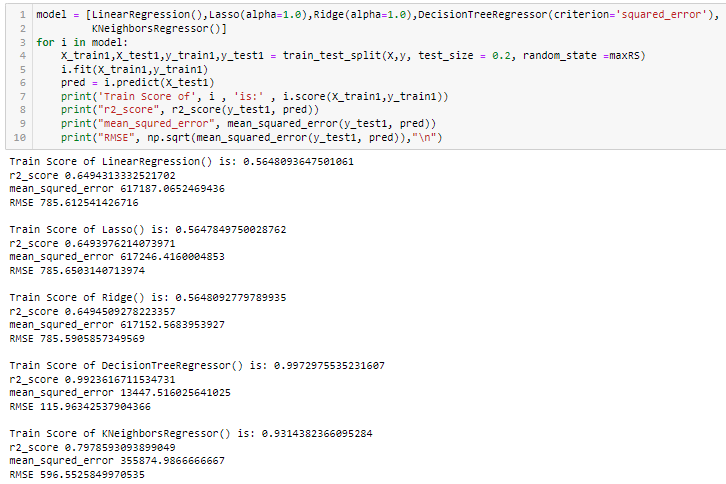 1 model = [LinearRegression(),Lasso(alpha=1.0),Ridge(alpha=1.0),DecisionTreeRegressor(criterion='squared_error'),
2 KNeighborsRegressor()]
3 for i in model:
4 X_train1,X_test1,y_train1,y_test1 = train_test_split(X,y, test_size = 0.2, random_state =maxRS)
5 i.fit(X_train1,y_train1)
6 pred = i.predict(X_test1)
7 print('Train Score of', i , 'is:' , i.score(X_train1,y_train1))
8 print("r2_score", r2_score(y_test1, pred))
9 print("mean_squred_error", mean_squared_error(y_test1, pred))
10 print("RMSE", np.sqrt(mean_squared_error(y_test1, pred)),"\n")
Train Score of LinearRegression() is: 0.5648093647501061
r2_score 0.6494313332521702
mean_squred_error 617187.0652469436
RMSE 785.612541426716
Train Score of Lasso() is: 0.5647849750028762
r2_score 0.6493976214073971
mean_squred_error 617246.4160004853
RMSE 785.6503140713974
Train Score of Ridge() is: 0.5648092779789935
r2_score 0.6494509278223357
mean_squred_error 617152.5683953927
RMSE 785.5905857349569
Train Score of DecisionTreeRegressor() is: 0.9972975535231607
r2_score 0.9923616711534731
mean_squred_error 13447.516025641025
RMSE 115.96342537904366
Train Score of KNeighborsRegressor() is: 0.9314382366095284
r2_score 0.7978593093899049
mean_squred_error 355874.9866666667
RMSE 596.5525849970535